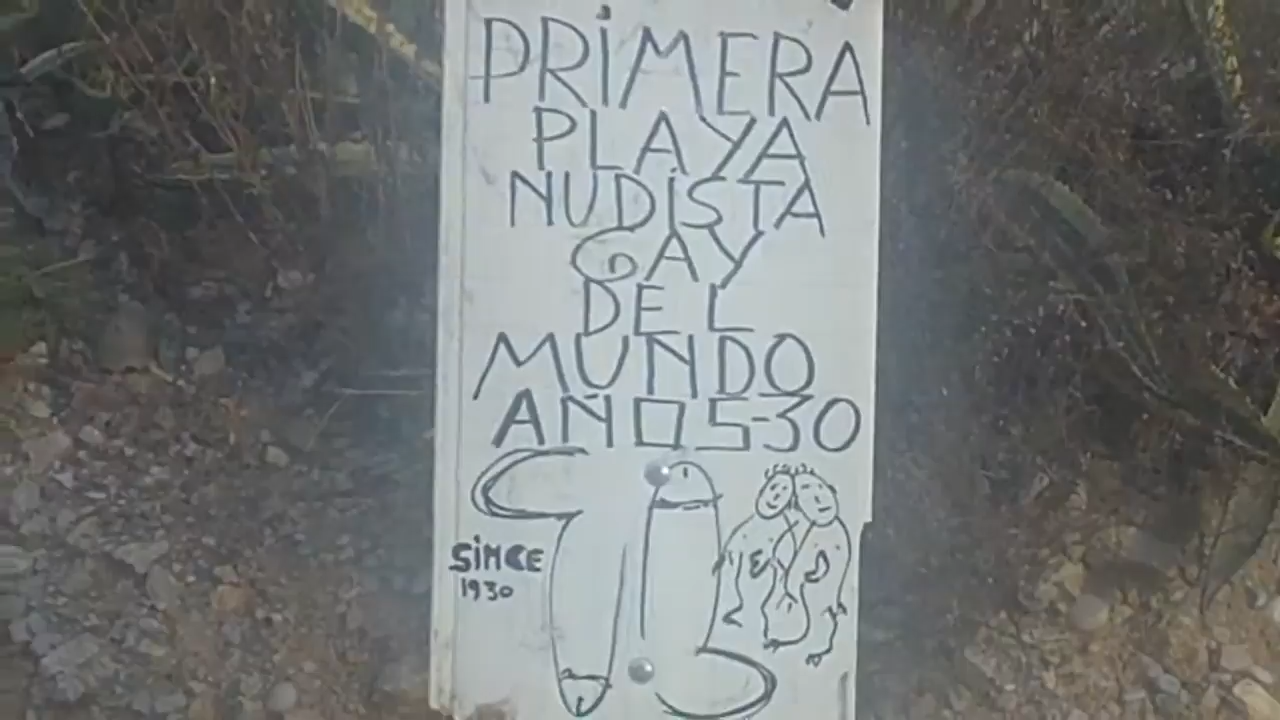 PRIMERA
PLAYA
NUDISTA
GAY
DEL
MUNDO
AÑOS-30
SINCE
1930